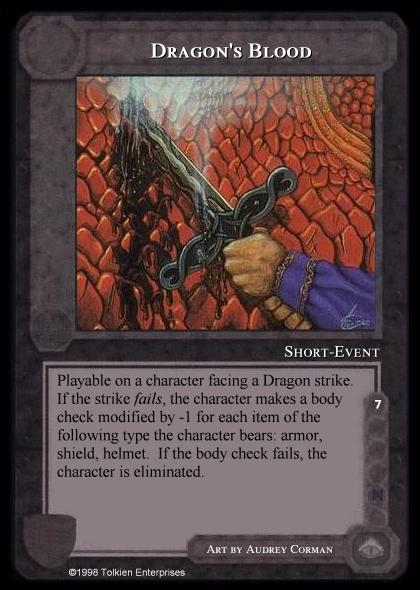 Dragon's Blood
Short-Event
Playable on a character facing a Dragon strike.
If the strike fails, the character makes a body
check modified by -1 for each item of the
following type the character bears: armor,
shield, helmet.  If the body check fails, the
character is eliminated.
7
Art by Audrey Corman
©1998 Tolkien Enterprises